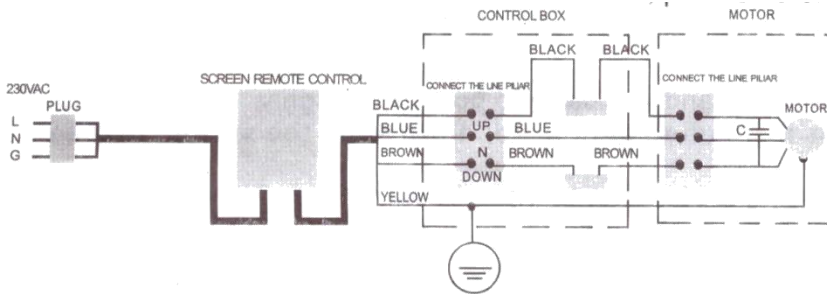 CONTROL BOX
MOTOR
BLACK
BLACK
SCREEN REMOTE CONTROL
CONNECT THE LINE PILIAR
CONNECT THE LINE PILIAR
230VAC
PLUG
BLACK
MOTOR
L
UP
C
BLUE
BLUE
N
BROWN
N
BROWN
BROWN
G
DOWN
YELLOW